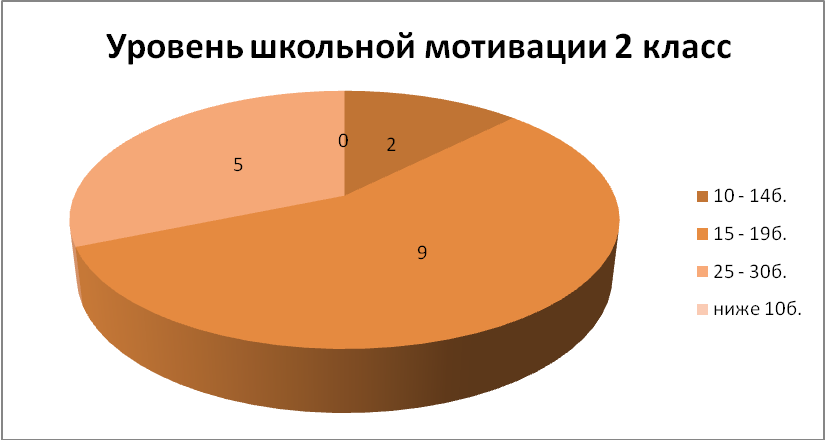 Уровень школьной мотивации 2 класс
0
2
5
9
10 - 14б.
15 - 19б.
25 - 30б.
ниже 10б.